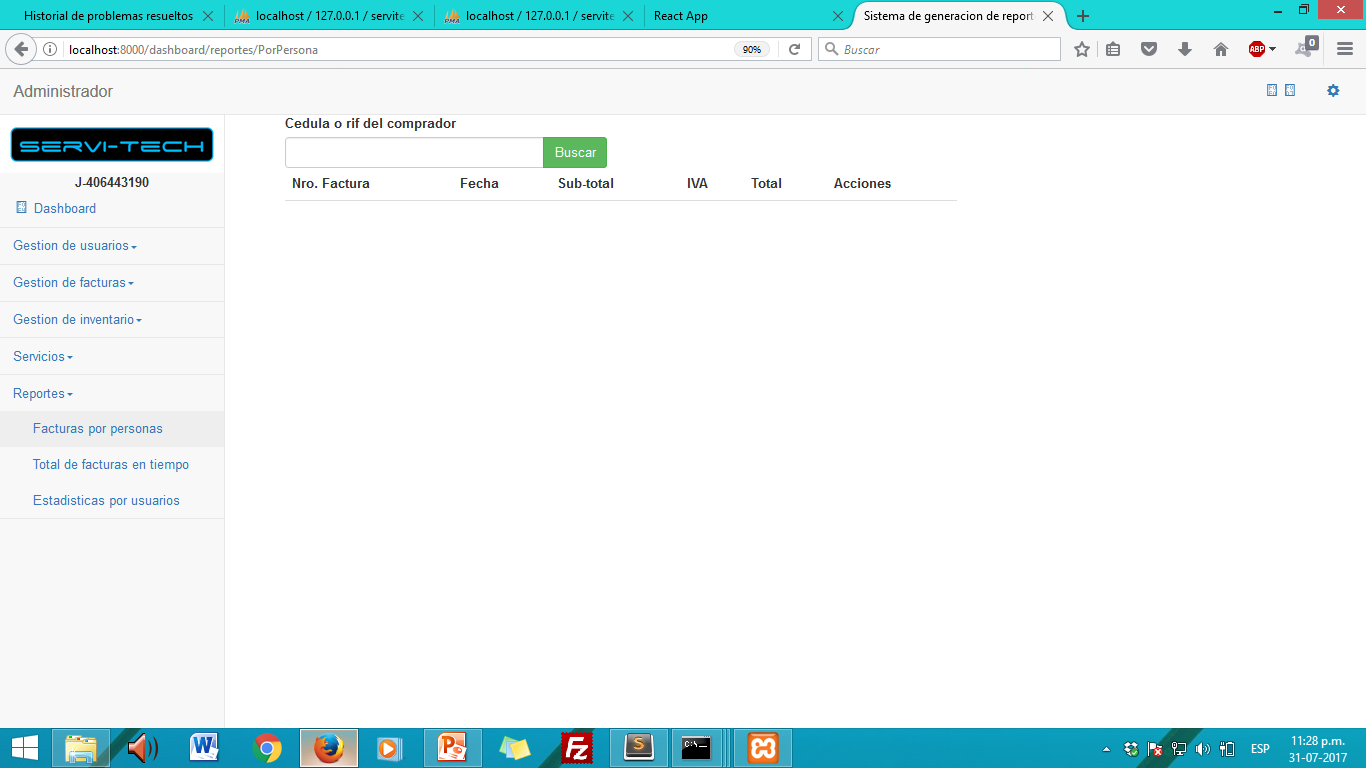 Historial de problemas resueltos
localhost / 127.0.0.1 / servite
localhost / 127.0.0.1 / servite
React App
Sistema de generacion de report
localhost:8000/dashboard/reportes/PorPersona
90%
Buscar
ABP
0
Administrador
SERVI-TECH
J-406443190
Dashboard
Gestion de usuarios
Gestion de facturas
Gestion de inventario
Servicios
Reportes
Facturas por personas
Total de facturas en tiempo
Estadisticas por usuarios
Cedula o rif del comprador
Buscar
Nro. Factura Fecha Sub-total IVA Total Acciones
ESP
11:28 p.m.
31-07-2017